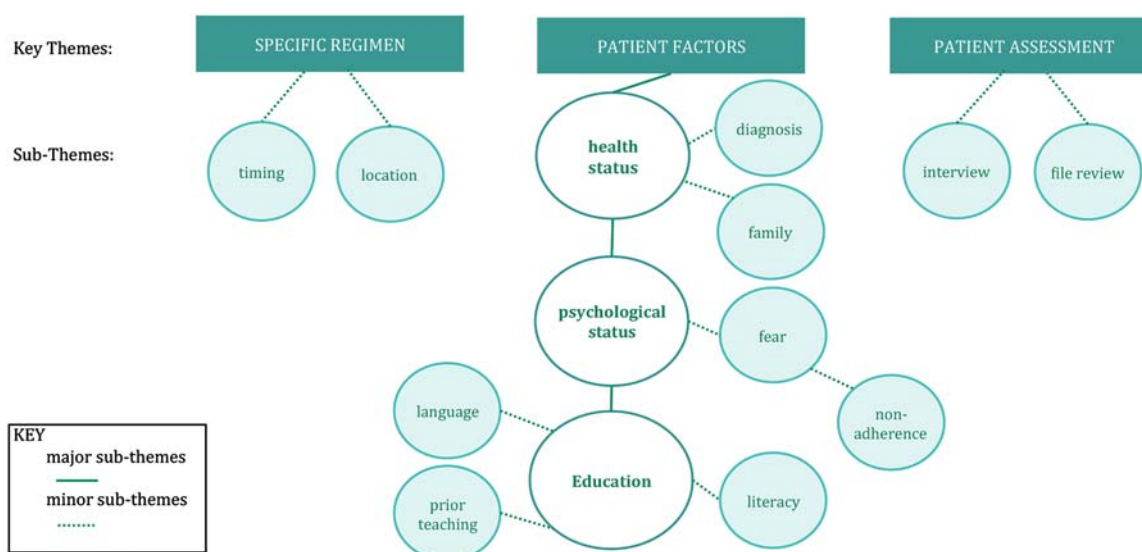 Key Themes:
SPECIFIC REGIMEN
PATIENT FACTORS
PATIENT ASSESSMENT
Sub-Themes:
timing
location
health
status
diagnosis
family
interview
file review
psychological
status
fear
non-
adherence
language
Education
prior
teaching
literacy
KEY
major sub-themes
minor sub-themes